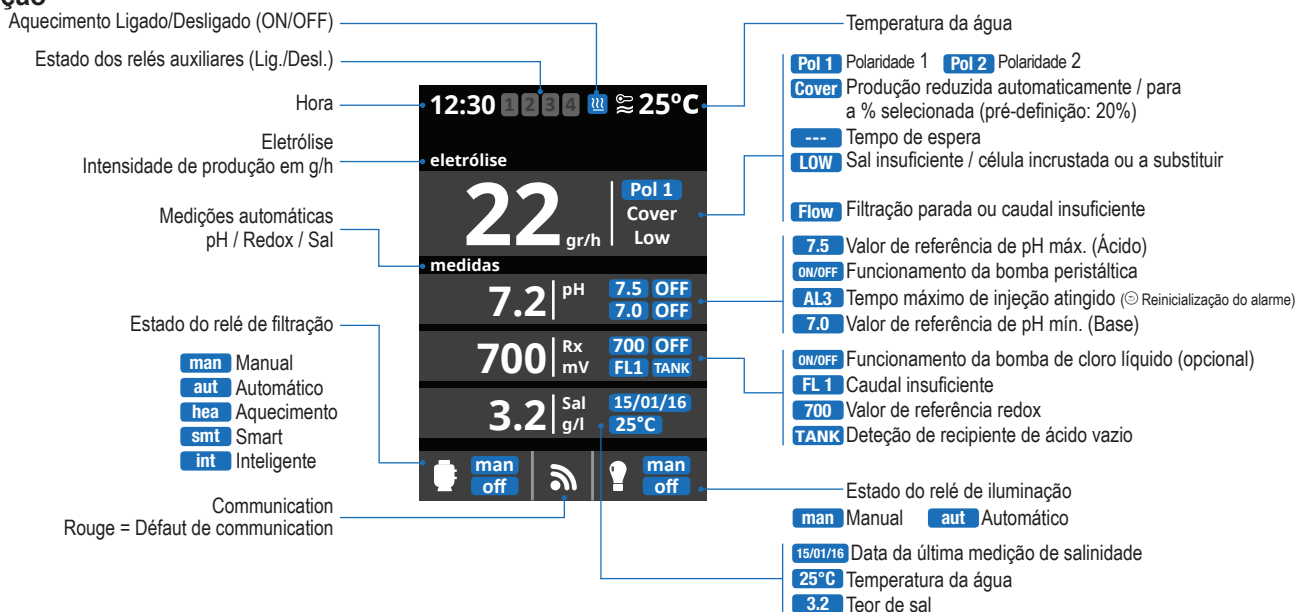 ção
Aquecimento Ligado/Desligado (ON/OFF)
Estado dos relés auxiliares (Lig./Desl.)
Hora
Eletrólise
Intensidade de produção em g/h
Medições automáticas
pH / Redox / Sal
Estado do relé de filtração
man Manual
aut Automático
hea Aquecimento
smt Smart
int Inteligente
Communication
Rouge = Défaut de communication
12:30 1 2 3 4 25°C
eletrólise
22 gr/h
Pol 1
Cover
Low
medidas
7.2 pH 7.5 OFF
7.0 OFF
700 Rx mV 700 OFF
FL1 TANK
3.2 Sal g/l 15/01/16
25°C
man
off
man
off
Temperatura da água
Pol 1 Polaridade 1 Pol 2 Polaridade 2
Cover Produção reduzida automaticamente / para
a % selecionada (pré-definição: 20%)
--- Tempo de espera
LOW Sal insuficiente / célula incrustada ou a substituir
Flow Filtração parada ou caudal insuficiente
7.5 Valor de referência de pH máx. (Ácido)
ON/OFF Funcionamento da bomba peristáltica
AL3 Tempo máximo de injeção atingido (⊝ Reinicialização do alarme)
7.0 Valor de referência de pH mín. (Base)
ON/OFF Funcionamento da bomba de cloro líquido (opcional)
FL 1 Caudal insuficiente
700 Valor de referência redox
TANK Deteção de recipiente de ácido vazio
Estado do relé de iluminação
man Manual aut Automático
15/01/16 Data da última medição de salinidade
25°C Temperatura da água
3.2 Teor de sal